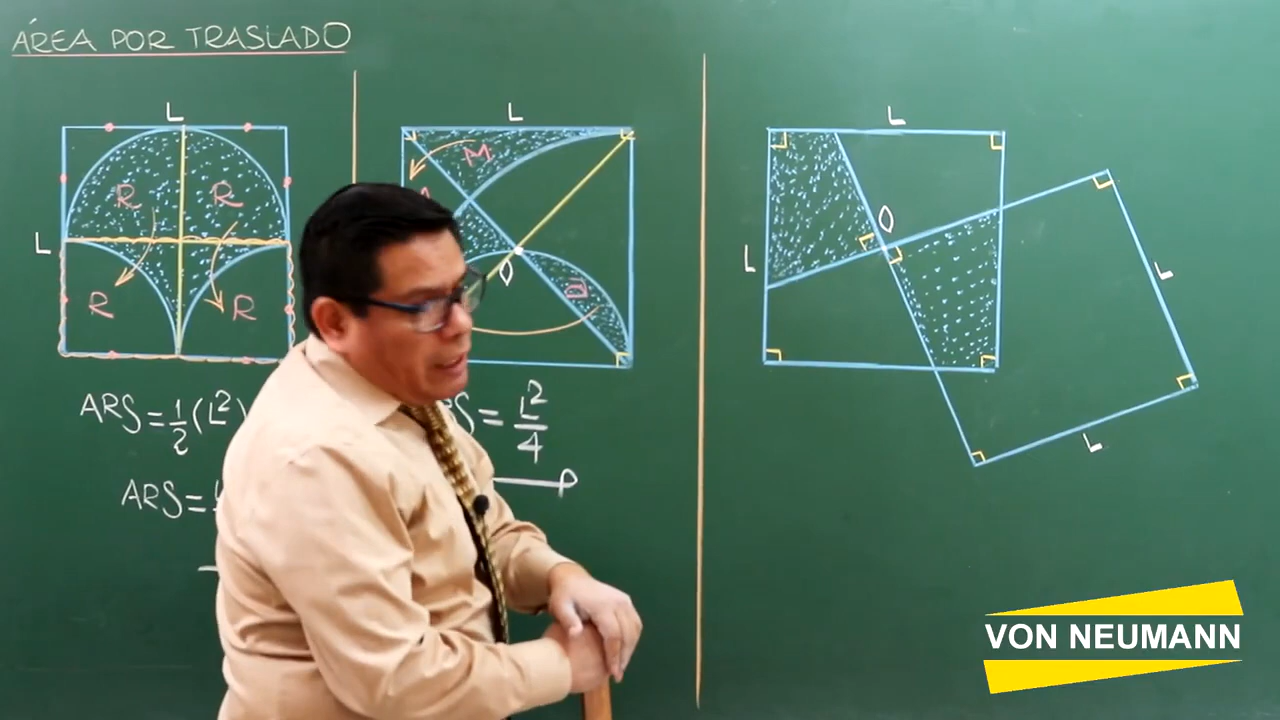 ÁREA POR TRASLADO
L
L
R
R
R
R
ARS = 1/2 (L²)
ARS =
L
M
O
a
S = L²/4
L
L
O
L
L
VON NEUMANN